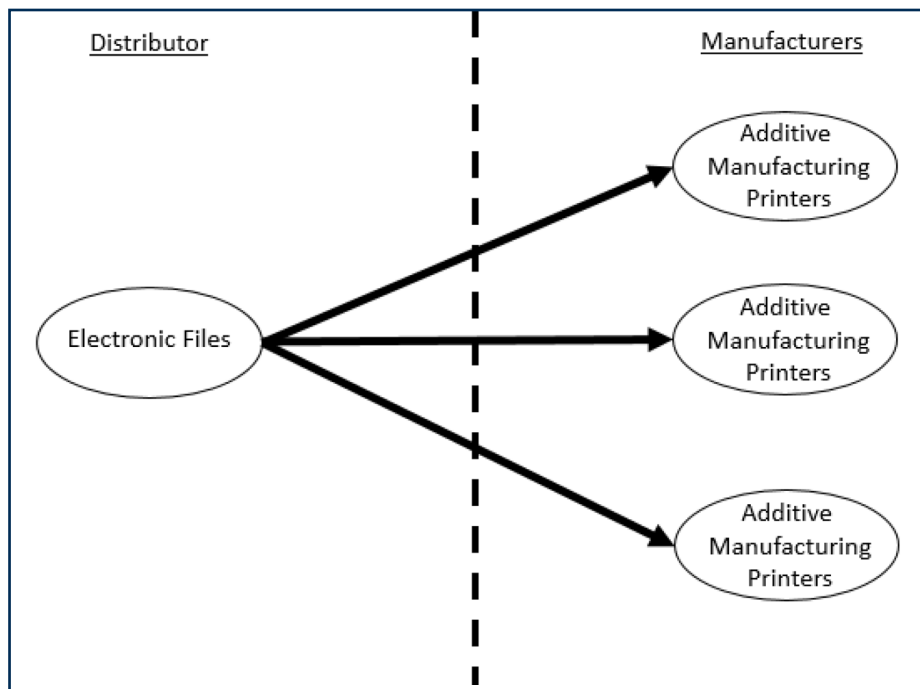 Distributor
Manufacturers
Additive
Manufacturing
Printers
Electronic Files
Additive
Manufacturing
Printers
Additive
Manufacturing
Printers